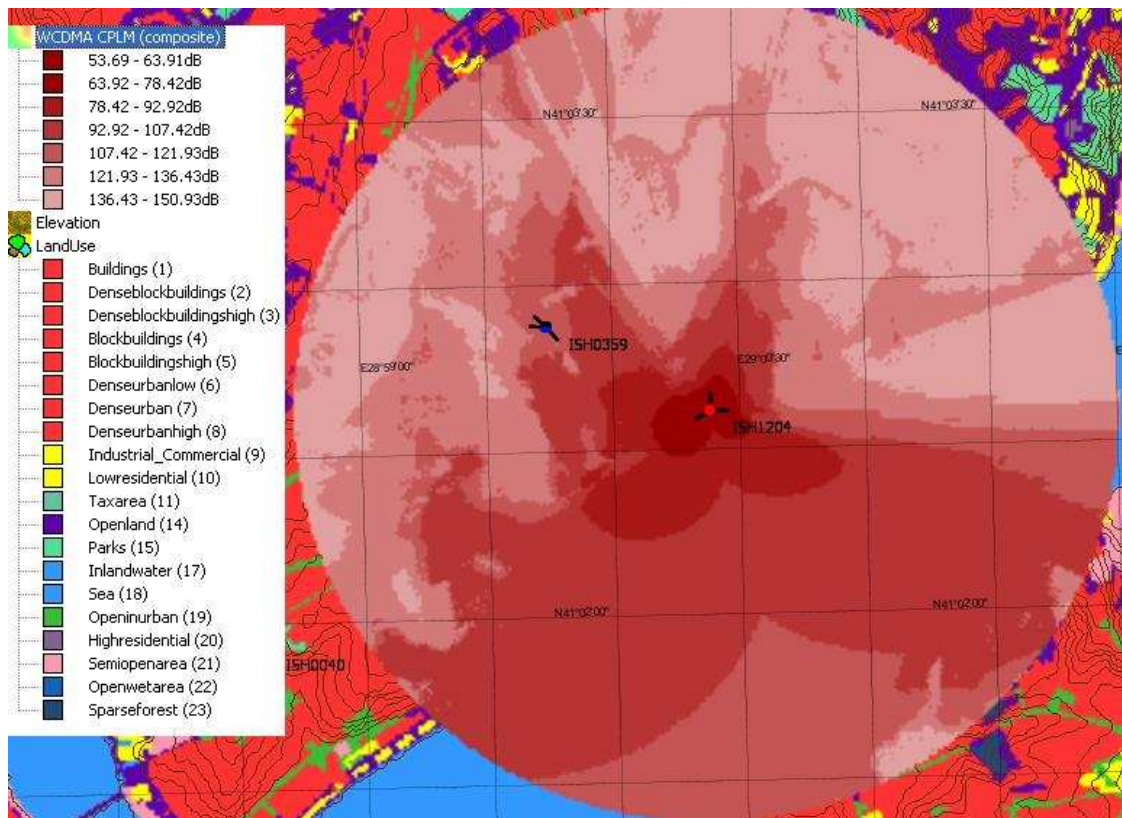 WCDMA CPLM (composite)
53.69 - 63.91dB
63.92 - 78.42dB
78.42 - 92.92dB
92.92 - 107.42dB
107.42 - 121.93dB
121.93 - 136.43dB
136.43 - 150.93dB
Elevation
LandUse
Buildings (1)
Denseblockbuildings (2)
Denseblockbuildingshigh (3)
Blockbuildings (4)
Blockbuildingshigh (5)
Denseurbanlow (6)
Denseurban (7)
Denseurbanhigh (8)
Industrial_Commercial (9)
Lowresidential (10)
Taxarea (11)
Openland (14)
Parks (15)
Inlandwater (17)
Sea (18)
Openinurban (19)
Highresidential (20)
Semiopenarea (21)
Openwetarea (22)
Sparseforest (23)
N41°03'30"
N41°03'30"
ISH0359
E28°59'00"
E29°00'30"
ISH1204
N41°02'00"
N41°02'00"
ISH0040